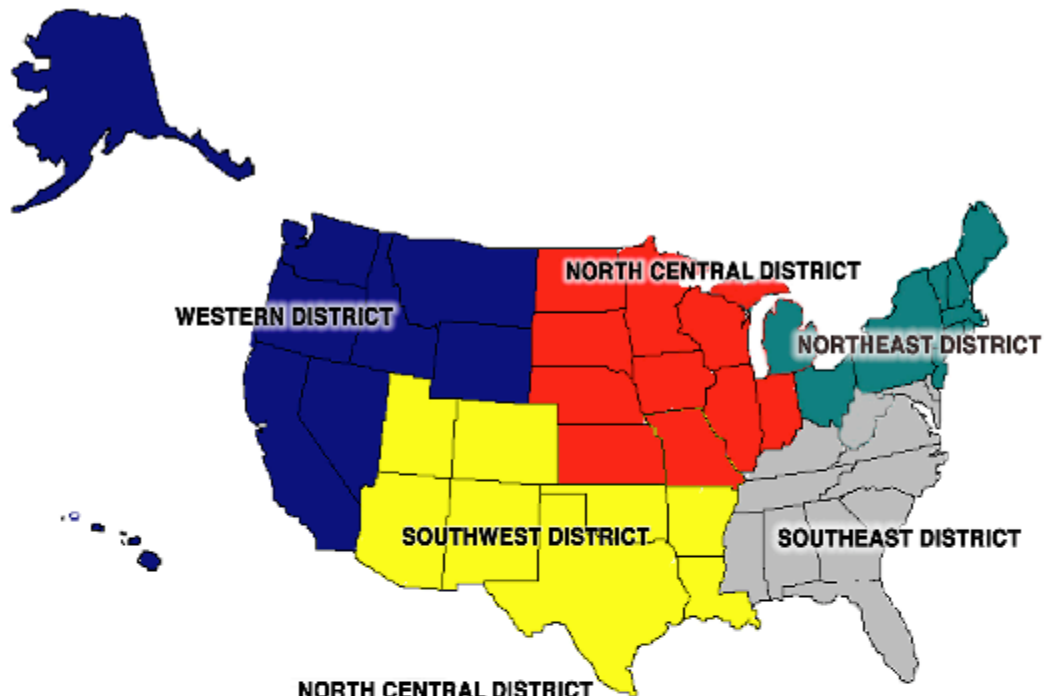 NORTH CENTRAL DISTRICT
WESTERN DISTRICT
NORTHEAST DISTRICT
SOUTHWEST DISTRICT
SOUTHEAST DISTRICT
NORTH CENTRAL DISTRICT